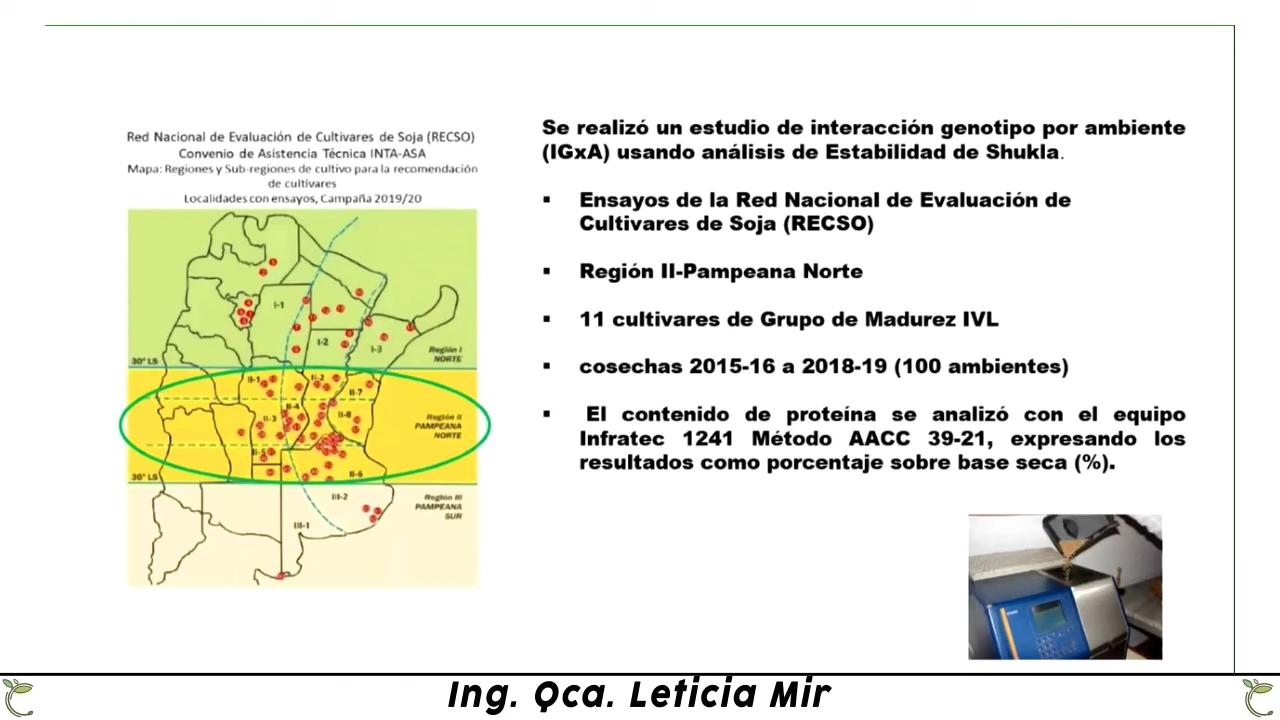 Red Nacional de Evaluación de Cultivares de Soja (RECSO)
Convenio de Asistencia Técnica INTA-ASA
Mapa: Regiones y Sub-regiones de cultivo para la recomendación
de cultivares
Localidades con ensayos, Campaña 2019/20
I-1
I-2
I-3
Región I
NORTE
30° LS
II-1
II-2
II-7
II-4
II-3
II-8
Región II
PAMPEANA
NORTE
II-5
II-6
36° LS
III-2
Región III
PAMPEANA
SUR
III-1
Se realizó un estudio de interacción genotipo por ambiente
(IGxA) usando análisis de Estabilidad de Shukla.
▪ Ensayos de la Red Nacional de Evaluación de
Cultivares de Soja (RECSO)
▪ Región II-Pampeana Norte
▪ 11 cultivares de Grupo de Madurez IVL
▪ cosechas 2015-16 a 2018-19 (100 ambientes)
▪ El contenido de proteína se analizó con el equipo
Infratec 1241 Método AACC 39-21, expresando los
resultados como porcentaje sobre base seca (%).
Ing. Qca. Leticia Mir